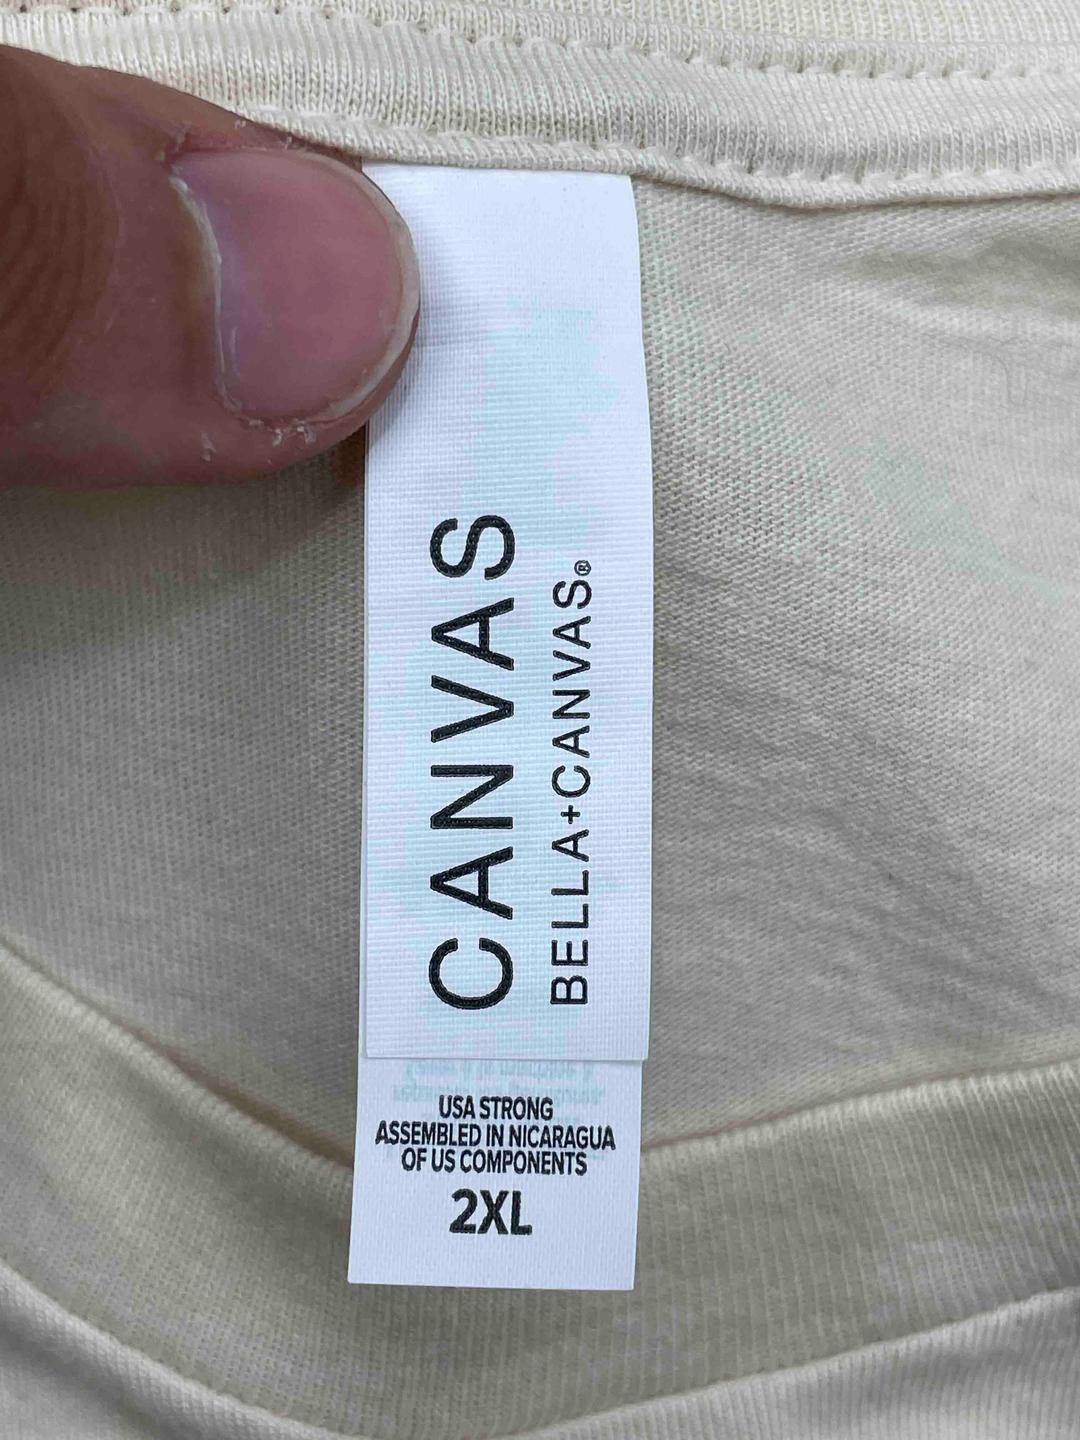 CANVAS
BELLA+CANVAS®
USA STRONG
ASSEMBLED IN NICARAGUA
OF US COMPONENTS
2XL